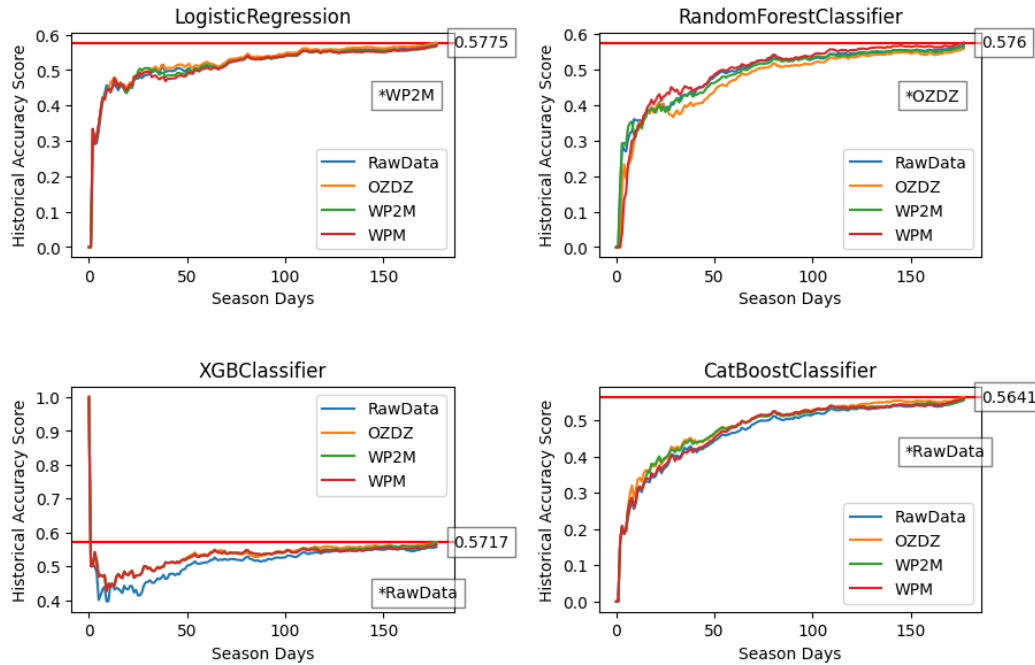 LogisticRegression
Historical Accuracy Score
0.6
0.5
0.4
0.3
0.2
0.1
0.0
0.5775
*WP2M
RawData
OZDZ
WP2M
WPM
0
50
100
150
Season Days
RandomForestClassifier
Historical Accuracy Score
0.6
0.5
0.4
0.3
0.2
0.1
0.0
0.576
*OZDZ
RawData
OZDZ
WP2M
WPM
0
50
100
150
Season Days
XGBClassifier
Historical Accuracy Score
1.0
0.9
0.8
0.7
0.6
0.5
0.4
RawData
OZDZ
WP2M
WPM
0.5717
*RawData
0
50
100
150
Season Days
CatBoostClassifier
Historical Accuracy Score
0.5
0.4
0.3
0.2
0.1
0.0
0.5641
*RawData
RawData
OZDZ
WP2M
WPM
0
50
100
150
Season Days